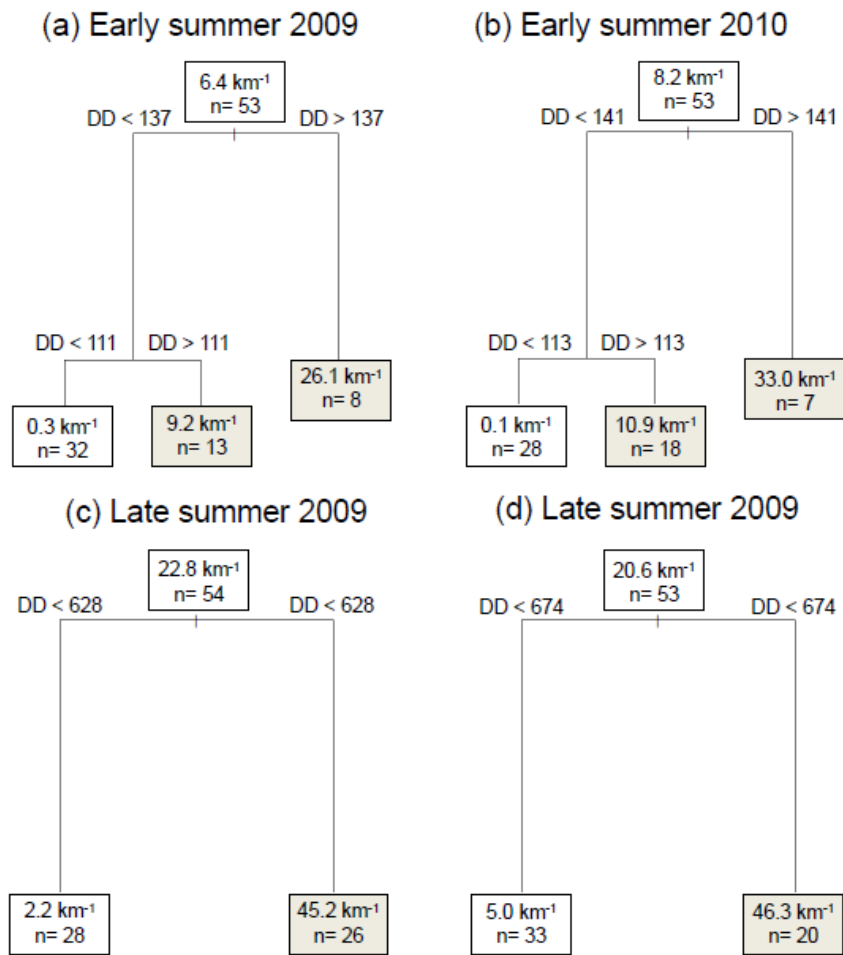 (a) Early summer 2009
6.4 km⁻¹
n= 53
DD < 137
DD > 137
DD < 111
DD > 111
0.3 km⁻¹
n= 32
9.2 km⁻¹
n= 13
26.1 km⁻¹
n= 8
(b) Early summer 2010
8.2 km⁻¹
n= 53
DD < 141
DD > 141
DD < 113
DD > 113
0.1 km⁻¹
n= 28
10.9 km⁻¹
n= 18
33.0 km⁻¹
n= 7
(c) Late summer 2009
22.8 km⁻¹
n= 54
DD < 628
DD < 628
2.2 km⁻¹
n= 28
45.2 km⁻¹
n= 26
(d) Late summer 2009
20.6 km⁻¹
n= 53
DD < 674
DD < 674
5.0 km⁻¹
n= 33
46.3 km⁻¹
n= 20